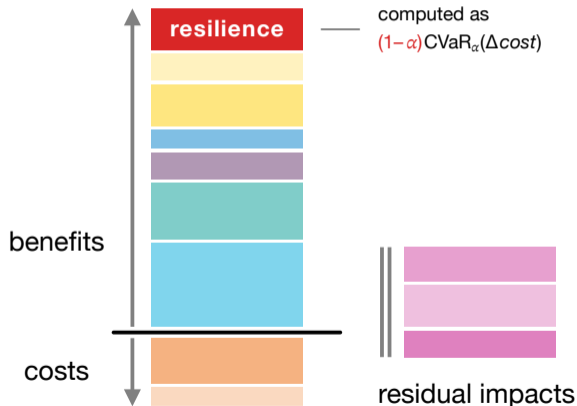 resilience
computed as
(1−α)CVaRα(Δcost)
benefits
costs
residual impacts